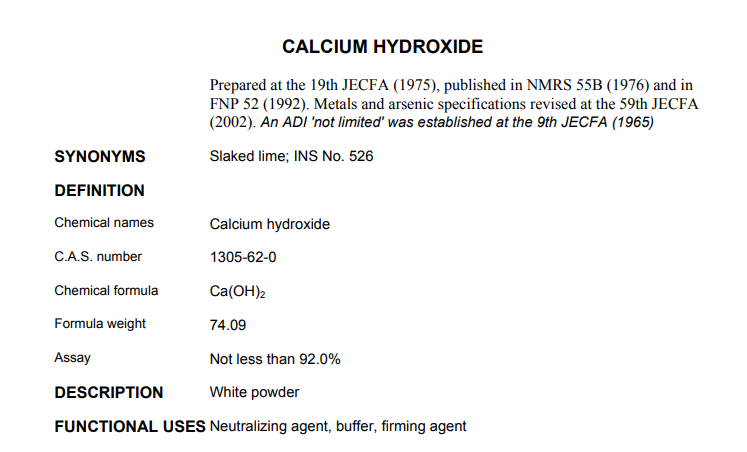 CALCIUM HYDROXIDE
Prepared at the 19th JECFA (1975), published in NMRS 55B (1976) and in
FNP 52 (1992). Metals and arsenic specifications revised at the 59th JECFA
(2002). An ADI 'not limited' was established at the 9th JECFA (1965)
SYNONYMS Slaked lime; INS No. 526
DEFINITION
Chemical names Calcium hydroxide
C.A.S. number 1305-62-0
Chemical formula Ca(OH)₂
Formula weight 74.09
Assay Not less than 92.0%
DESCRIPTION White powder
FUNCTIONAL USES Neutralizing agent, buffer, firming agent